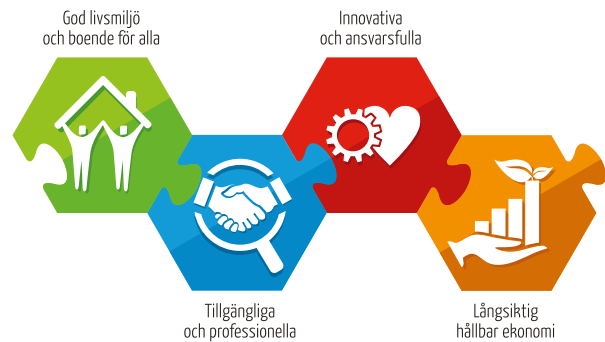 God livsmiljö
och boende för alla
Innovativa
och ansvarsfulla
Tillgängliga
och professionella
Långsiktig
hållbar ekonomi